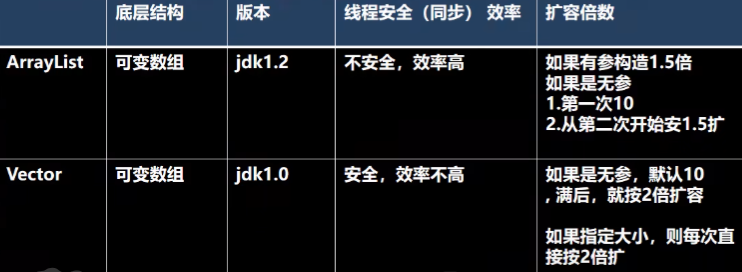 底层结构 版本 线程安全（同步） 效率 扩容倍数
ArrayList 可变数组 jdk1.2 不安全，效率高 如果有参构造1.5倍
如果是无参
1.第一次10
2.从第二次开始安1.5扩
Vector 可变数组 jdk1.0 安全，效率不高 如果是无参，默认10
, 满后，就按2倍扩容
如果指定大小，则每次直
接按2倍扩